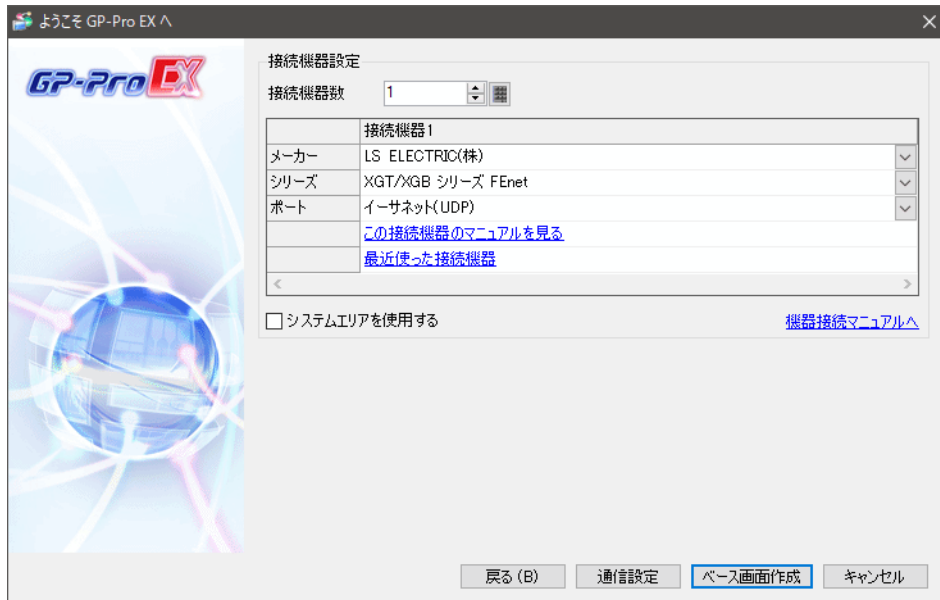 ようこそ GP-Pro EX へ
GP-Pro EX
接続機器設定
接続機器数 1
接続機器1
メーカー LS ELECTRIC(株)
シリーズ XGT/XGB シリーズ FEnet
ポート イーサネット(UDP)
この接続機器のマニュアルを見る
最近使った接続機器
システムエリアを使用する 機器接続マニュアルへ
戻る (B) 通信設定 ベース画面作成 キャンセル